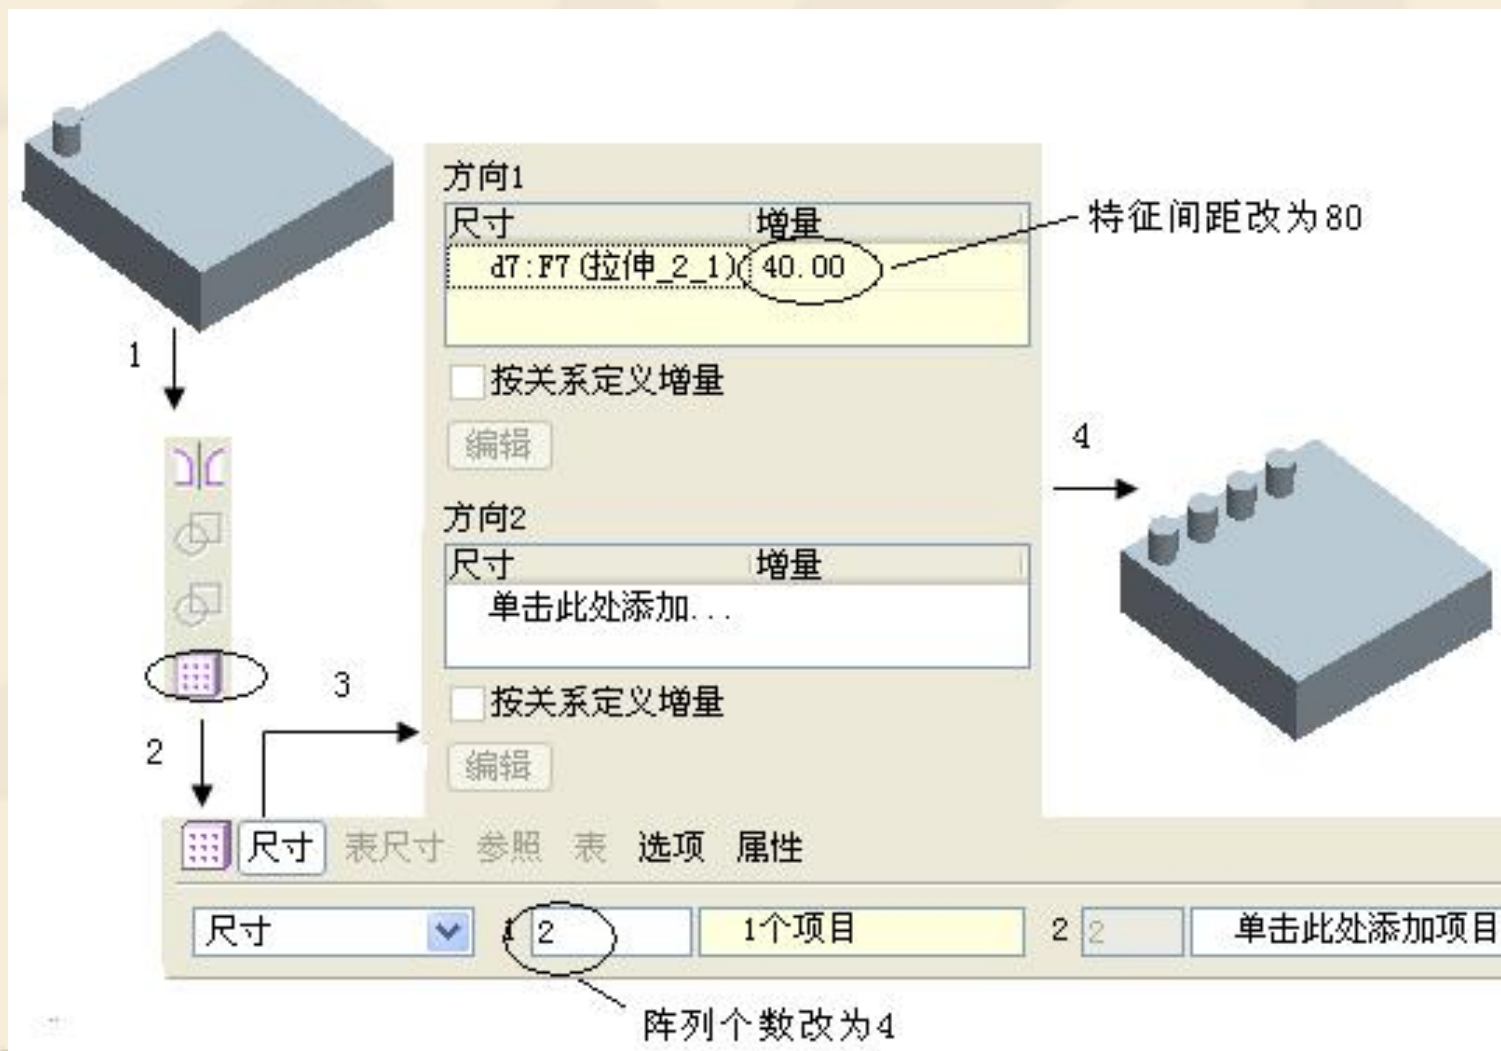 方向1
尺寸 增量
d7:F7(拉伸_2_1) 40.00
特征间距改为80
1
按关系定义增量
编辑
4
方向2
尺寸 增量
单击此处添加...
3
按关系定义增量
2
编辑
尺寸 表尺寸 参照 表 选项 属性
尺寸 1 2 1个项目 2 2 单击此处添加项目
阵列个数改为4